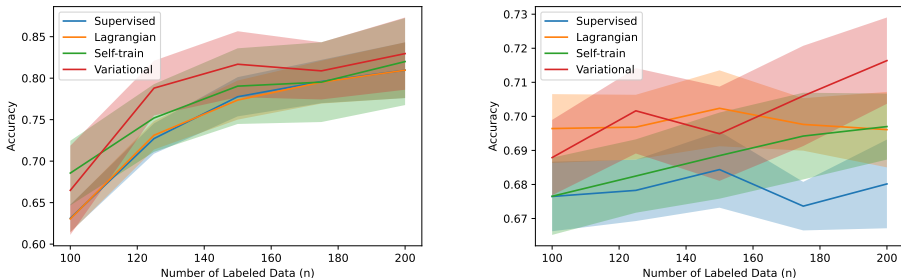 Supervised
Lagrangian
Self-train
Variational
0.85
0.80
0.75
0.70
0.65
0.60
Accuracy
100 120 140 160 180 200
Number of Labeled Data (n)
Supervised
Lagrangian
Self-train
Variational
0.73
0.72
0.71
0.70
0.69
0.68
0.67
Accuracy
100 120 140 160 180 200
Number of Labeled Data (n)